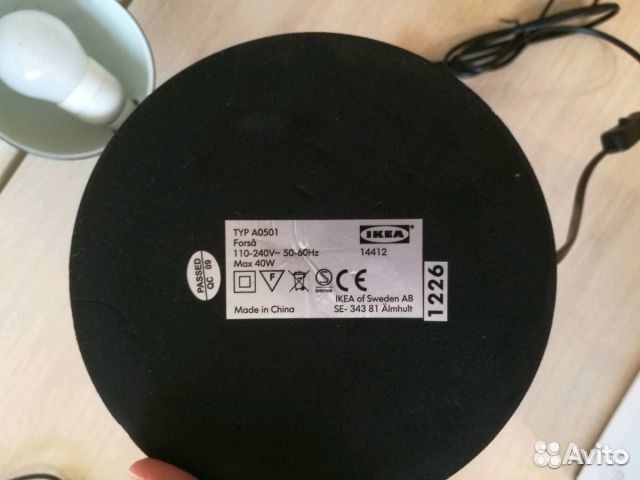 TYP A0501
Forså
110-240V~ 50-60Hz
Max 40W
IKEA
14412
PASSED
QC 09
F
S
CE
Made in China
IKEA of Sweden AB
SE- 343 81 Älmhult
1226
Avito